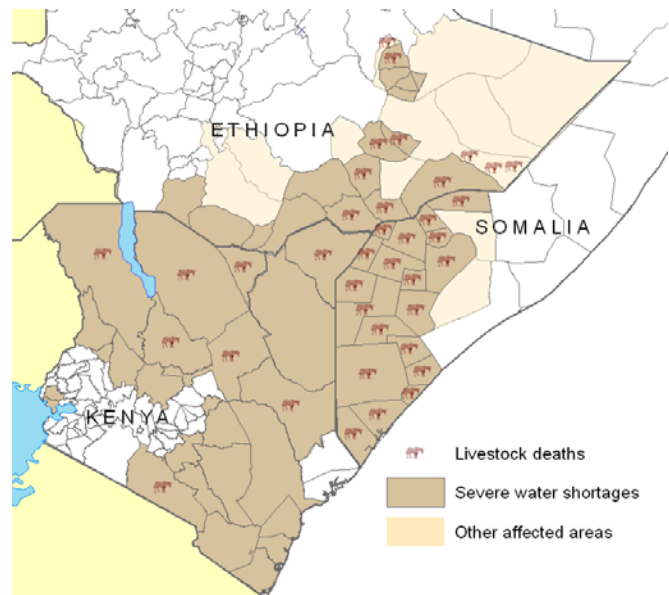 ETHIOPIA
SOMALIA
KENYA
Livestock deaths
Severe water shortages
Other affected areas